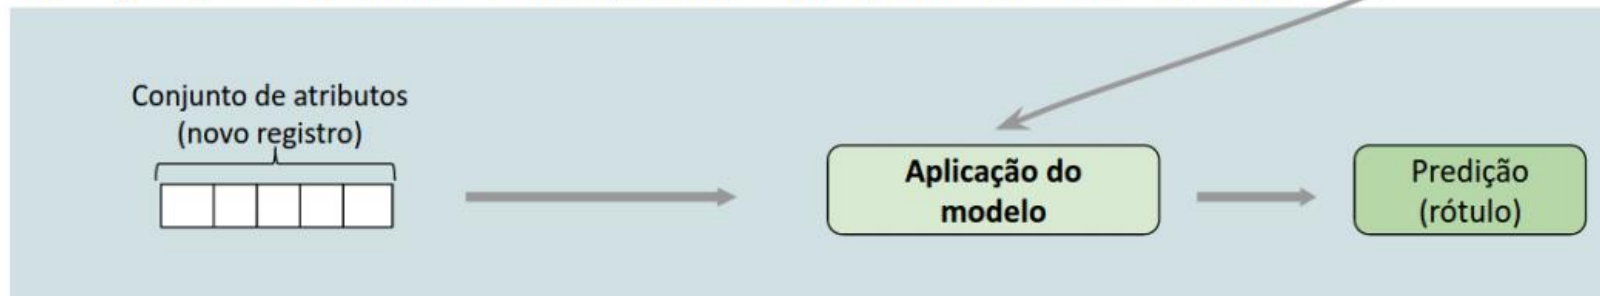 Conjunto de atributos
(novo registro)
Aplicação do
modelo
Predição
(rótulo)